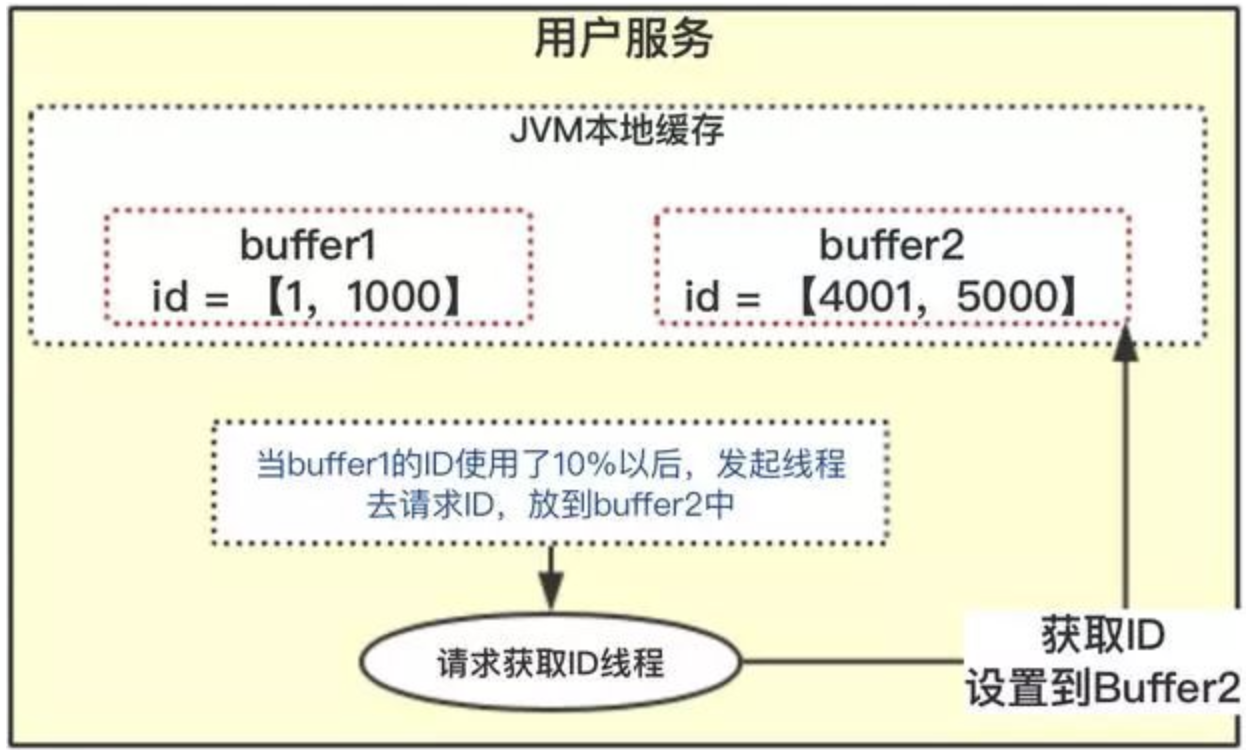 用户服务
JVM本地缓存
buffer1
id = 【1，1000】
buffer2
id = 【4001，5000】
当buffer1的ID使用了10%以后，发起线程
去请求ID，放到buffer2中
请求获取ID线程
获取ID
设置到Buffer2